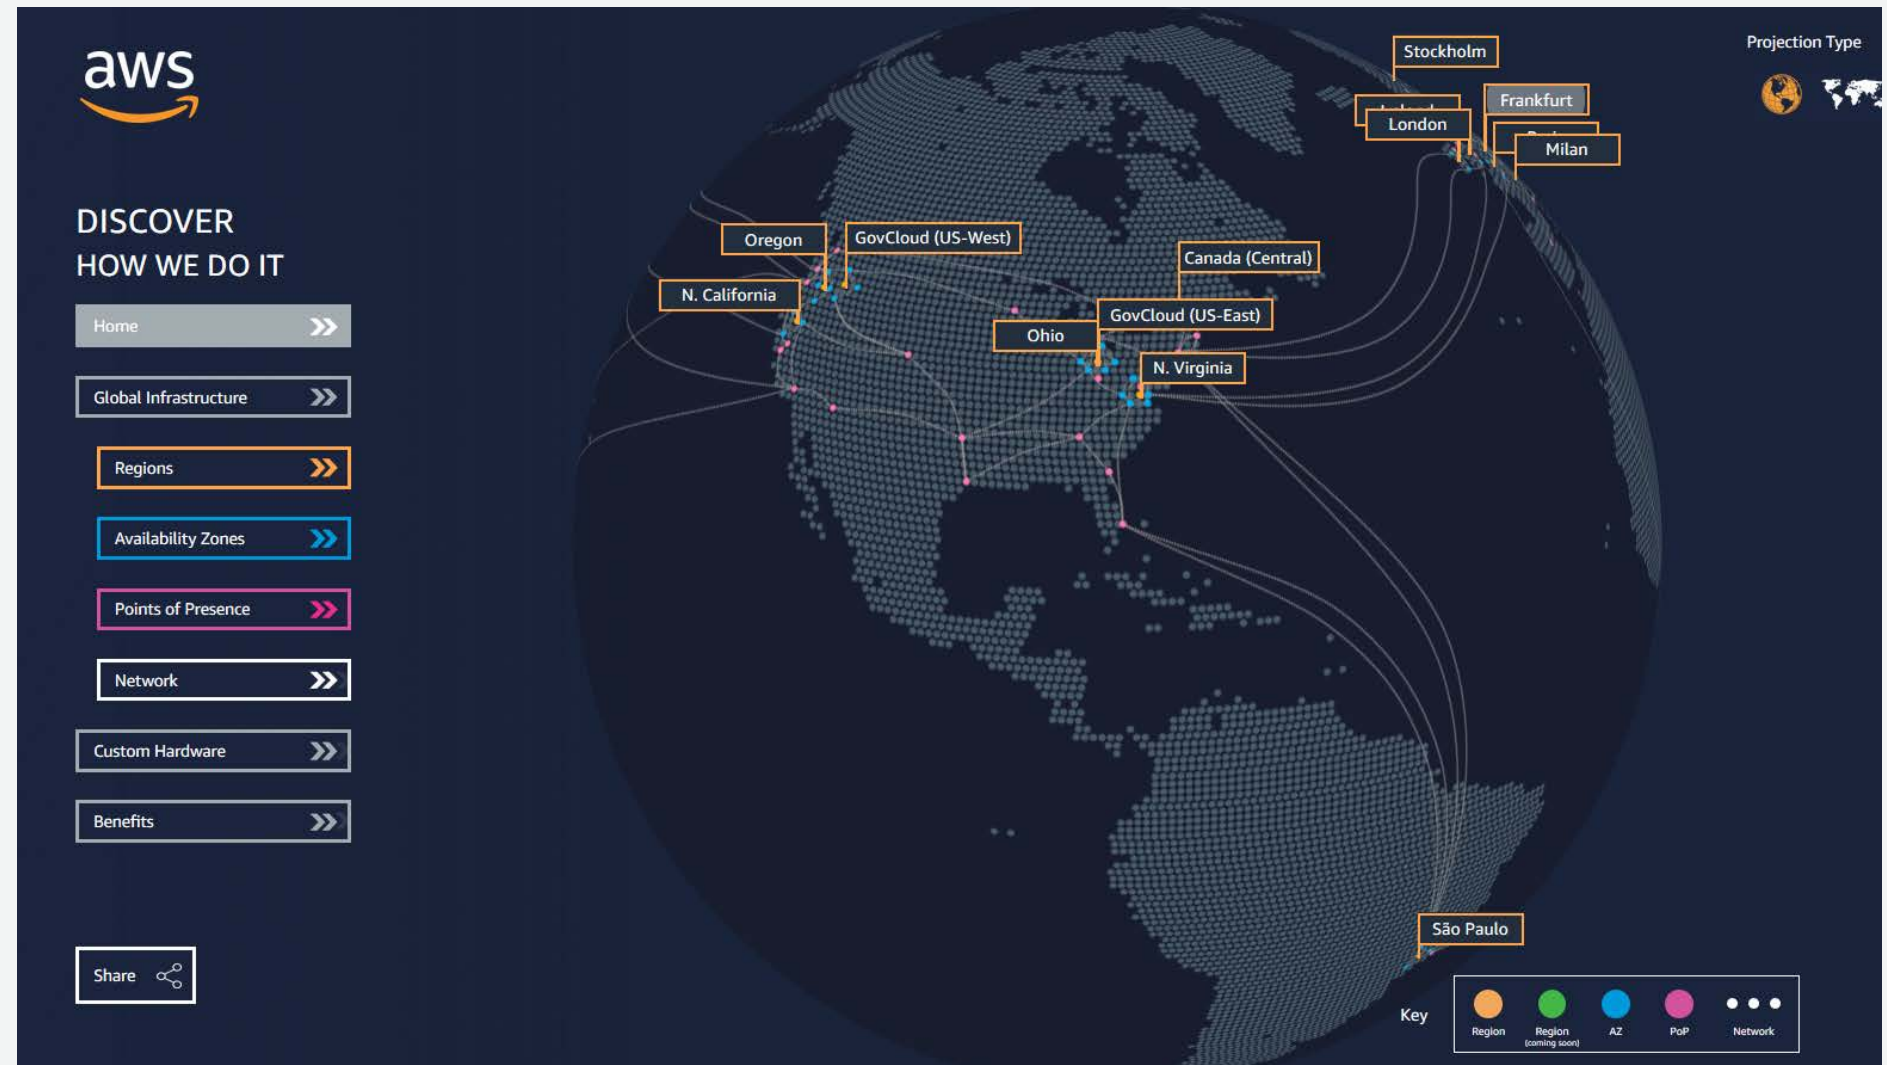 aws
DISCOVER
HOW WE DO IT
Home
Global Infrastructure
Regions
Availability Zones
Points of Presence
Network
Custom Hardware
Benefits
Share
Projection Type
Stockholm
London
Frankfurt
Milan
Oregon
GovCloud (US-West)
N. California
Canada (Central)
GovCloud (US-East)
Ohio
N. Virginia
São Paulo
Key
Region
Region
(coming soon)
AZ
PoP
Network